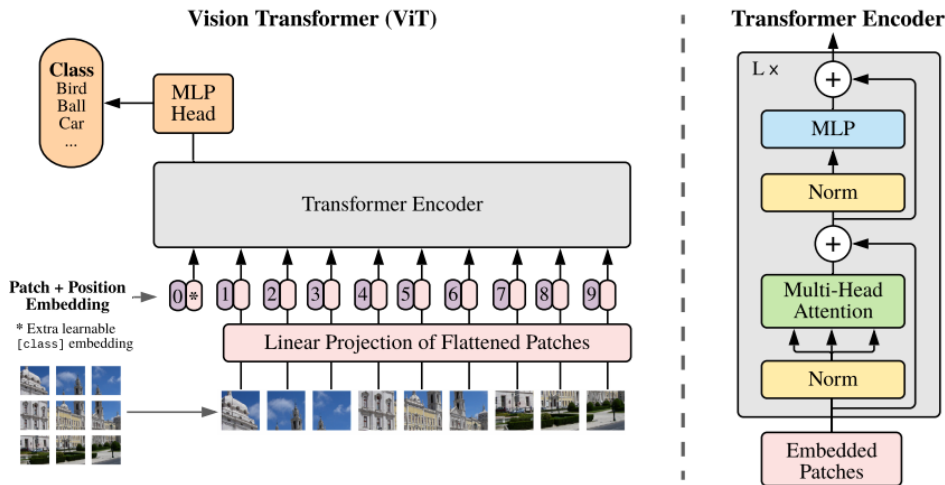 Vision Transformer (ViT)
Class
Bird
Ball
Car
...
MLP
Head
Transformer Encoder
Patch + Position
Embedding
* Extra learnable
[class] embedding
0 * 1 2 3 4 5 6 7 8 9
Linear Projection of Flattened Patches
Transformer Encoder
L x
+
MLP
Norm
+
Multi-Head
Attention
Norm
Embedded
Patches